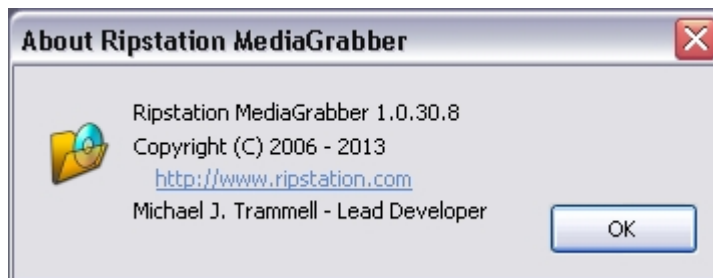 About Ripstation MediaGrabber
Ripstation MediaGrabber 1.0.30.8
Copyright (C) 2006 - 2013
http://www.ripstation.com
Michael J. Trammell - Lead Developer
OK